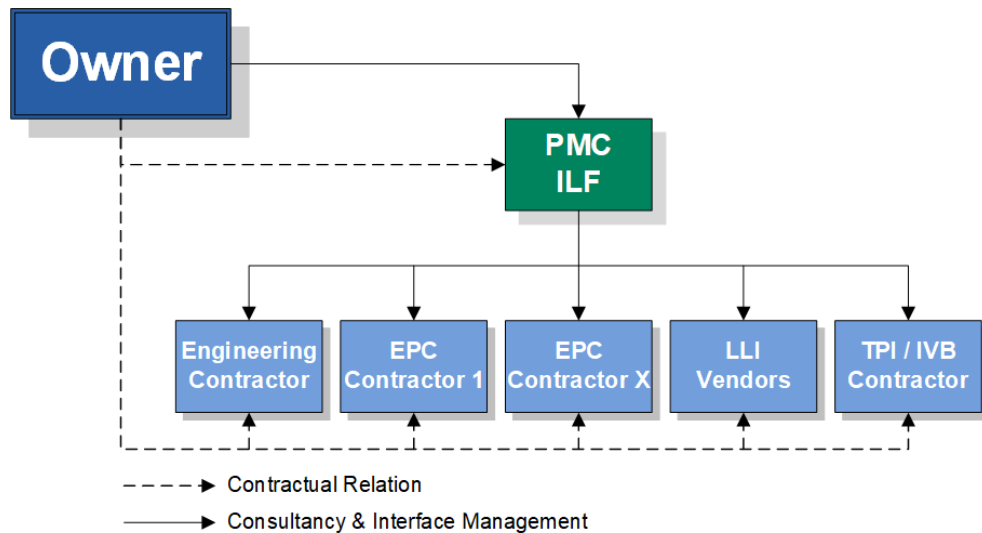 Owner
PMC
ILF
Engineering
Contractor
EPC
Contractor 1
EPC
Contractor X
LLI
Vendors
TPI / IVB
Contractor
Contractual Relation
Consultancy & Interface Management